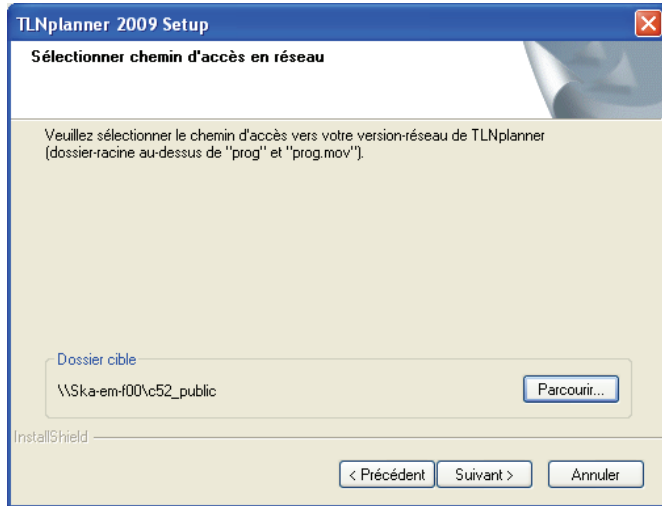 TLNplanner 2009 Setup
Sélectionner chemin d'accès en réseau
Veuillez sélectionner le chemin d'accès vers votre version-réseau de TLNplanner
(dossier-racine au-dessus de "prog" et "prog.mov").
Dossier cible
\\Ska-em-f00\c52_public
Parcourir...
InstallShield
< Précédent
Suivant >
Annuler